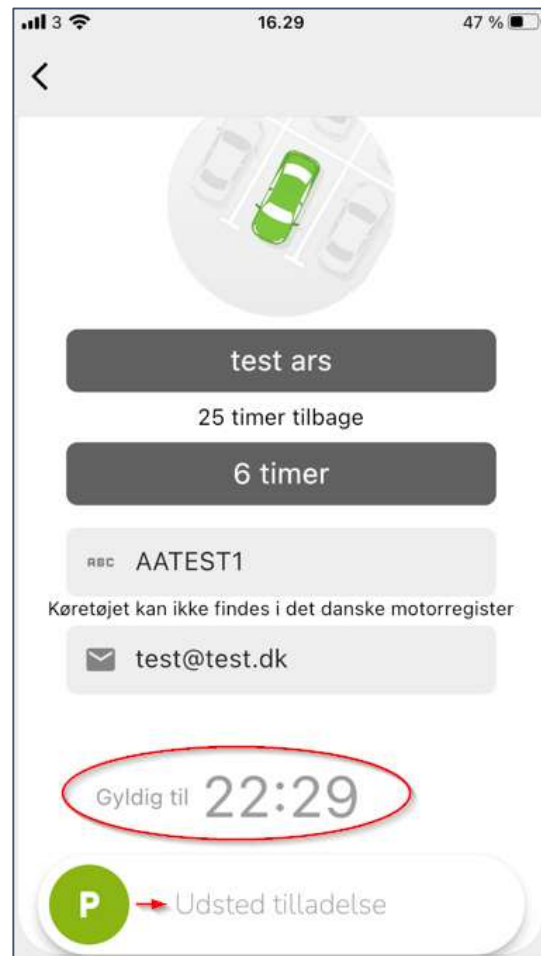 3 16.29 47 %
test ars
25 timer tilbage
6 timer
ABC AATEST1
Køretøjet kan ikke findes i det danske motorregister
test@test.dk
Gyldig til 22:29
P Udsted tilladelse